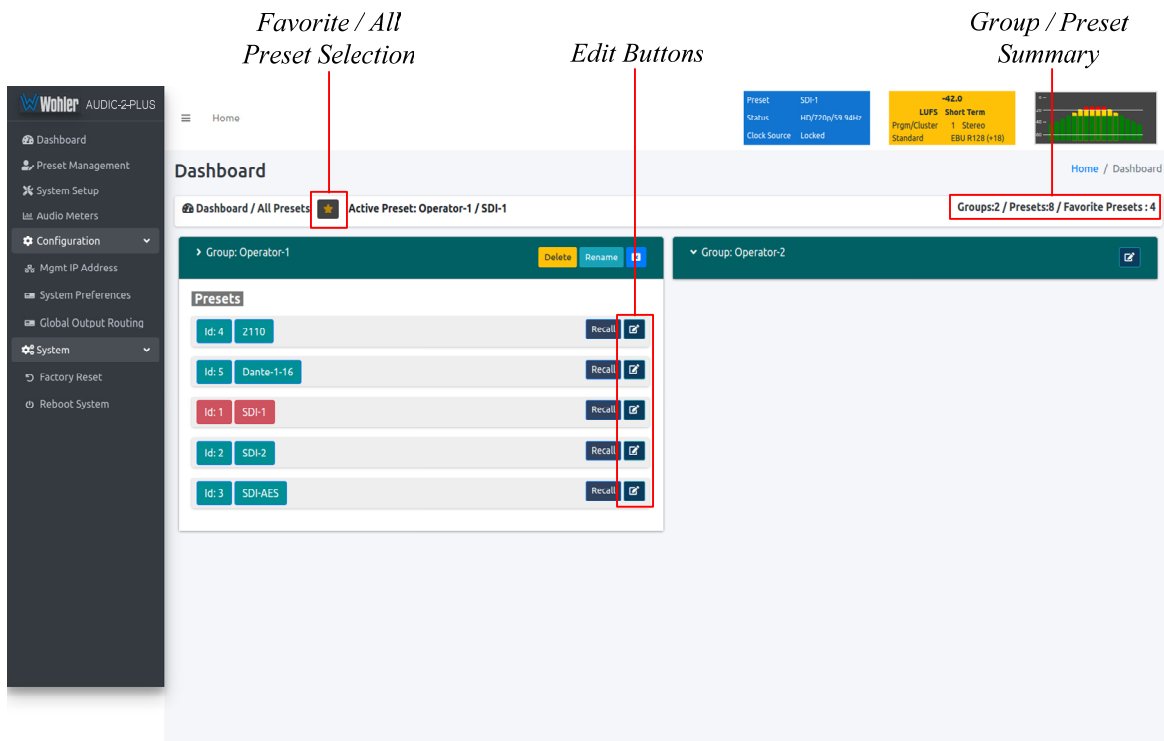 Favorite / All
Preset Selection
Edit Buttons
Group / Preset
Summary
Wohler AUDIC-2-PLUS
Dashboard
Preset Management
System Setup
Audio Meters
Configuration
Mgmt IP Address
System Preferences
Global Output Routing
System
Factory Reset
Reboot System
Home
Preset SDI-1
Status HD/720p/59.94Hz
Clock Source Locked
-42.0
LUFS Short Term
Prgm/Cluster 1 Stereo
Standard EBU R128 (+18)
Dashboard
Home / Dashboard
Dashboard / All Presets
Active Preset: Operator-1 / SDI-1
Groups:2 / Presets:8 / Favorite Presets : 4
Group: Operator-1
Delete Rename
Group: Operator-2
Presets
Id: 4 2110 Recall
Id: 5 Dante-1-16 Recall
Id: 1 SDI-1 Recall
Id: 2 SDI-2 Recall
Id: 3 SDI-AES Recall